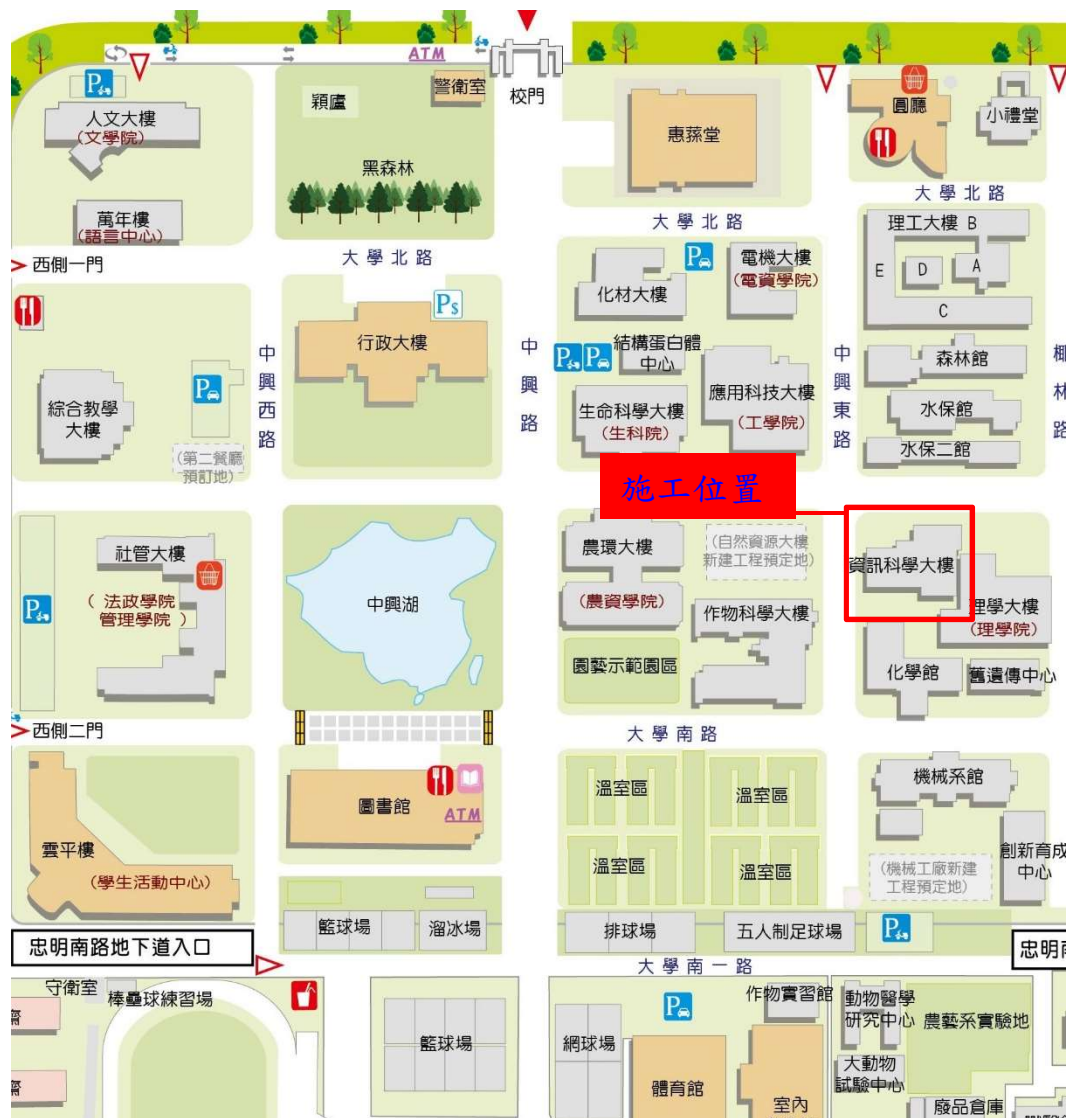 ATM
警衛室
校門
P
人文大樓
(文學院)
穎廬
黑森林
惠蓀堂
圓廳
小禮堂
萬年樓
(語言中心)
西側一門
大學北路
大學北路
大學北路
理工大樓 B
E
D
A
C
化材大樓
P
電機大樓
(電資學院)
行政大樓
Ps
中興西路
中興路
中興東路
椰林路
P
P
結構蛋白體
中心
森林館
綜合教學
大樓
P
(第二餐廳
預訂地)
生命科學大樓
(生科院)
應用科技大樓
(工學院)
水保館
水保二館
施工位置
社管大樓
(法政學院
管理學院)
P
中興湖
農環大樓
(農資學院)
(自然資源大樓
新建工程預定地)
資訊科學大樓
理學大樓
(理學院)
作物科學大樓
園藝示範園區
化學館
舊遺傳中心
西側二門
大學南路
圖書館
ATM
溫室區
溫室區
溫室區
溫室區
機械系館
雲平樓
(學生活動中心)
(機械工廠新建
工程預定地)
創新育成
中心
籃球場
溜冰場
排球場
五人制足球場
P
忠明南路地下道入口
忠明南
大學南一路
守衛室
棒壘球練習場
齋
齋
籃球場
網球場
P
體育館
作物實習館
室內
動物醫學
研究中心
農藝系實驗地
大動物
試驗中心
廢品倉庫